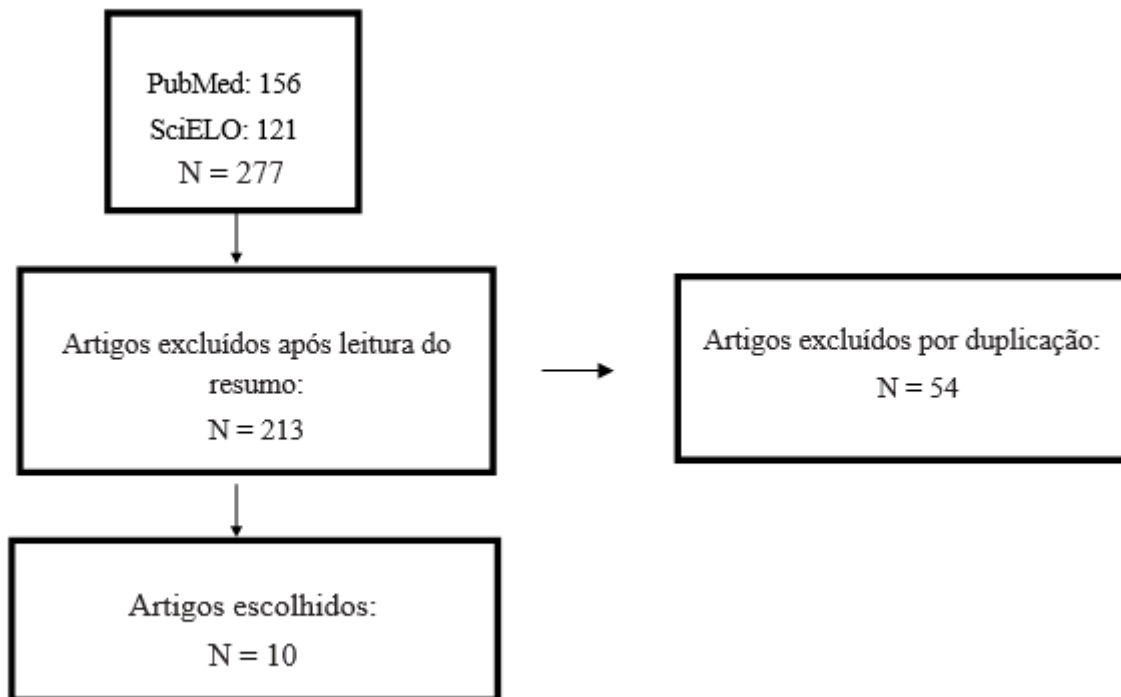 PubMed: 156
SciELO: 121
N = 277
Artigos excluídos após leitura do
resumo:
N = 213
Artigos excluídos por duplicação:
N = 54
Artigos escolhidos:
N = 10